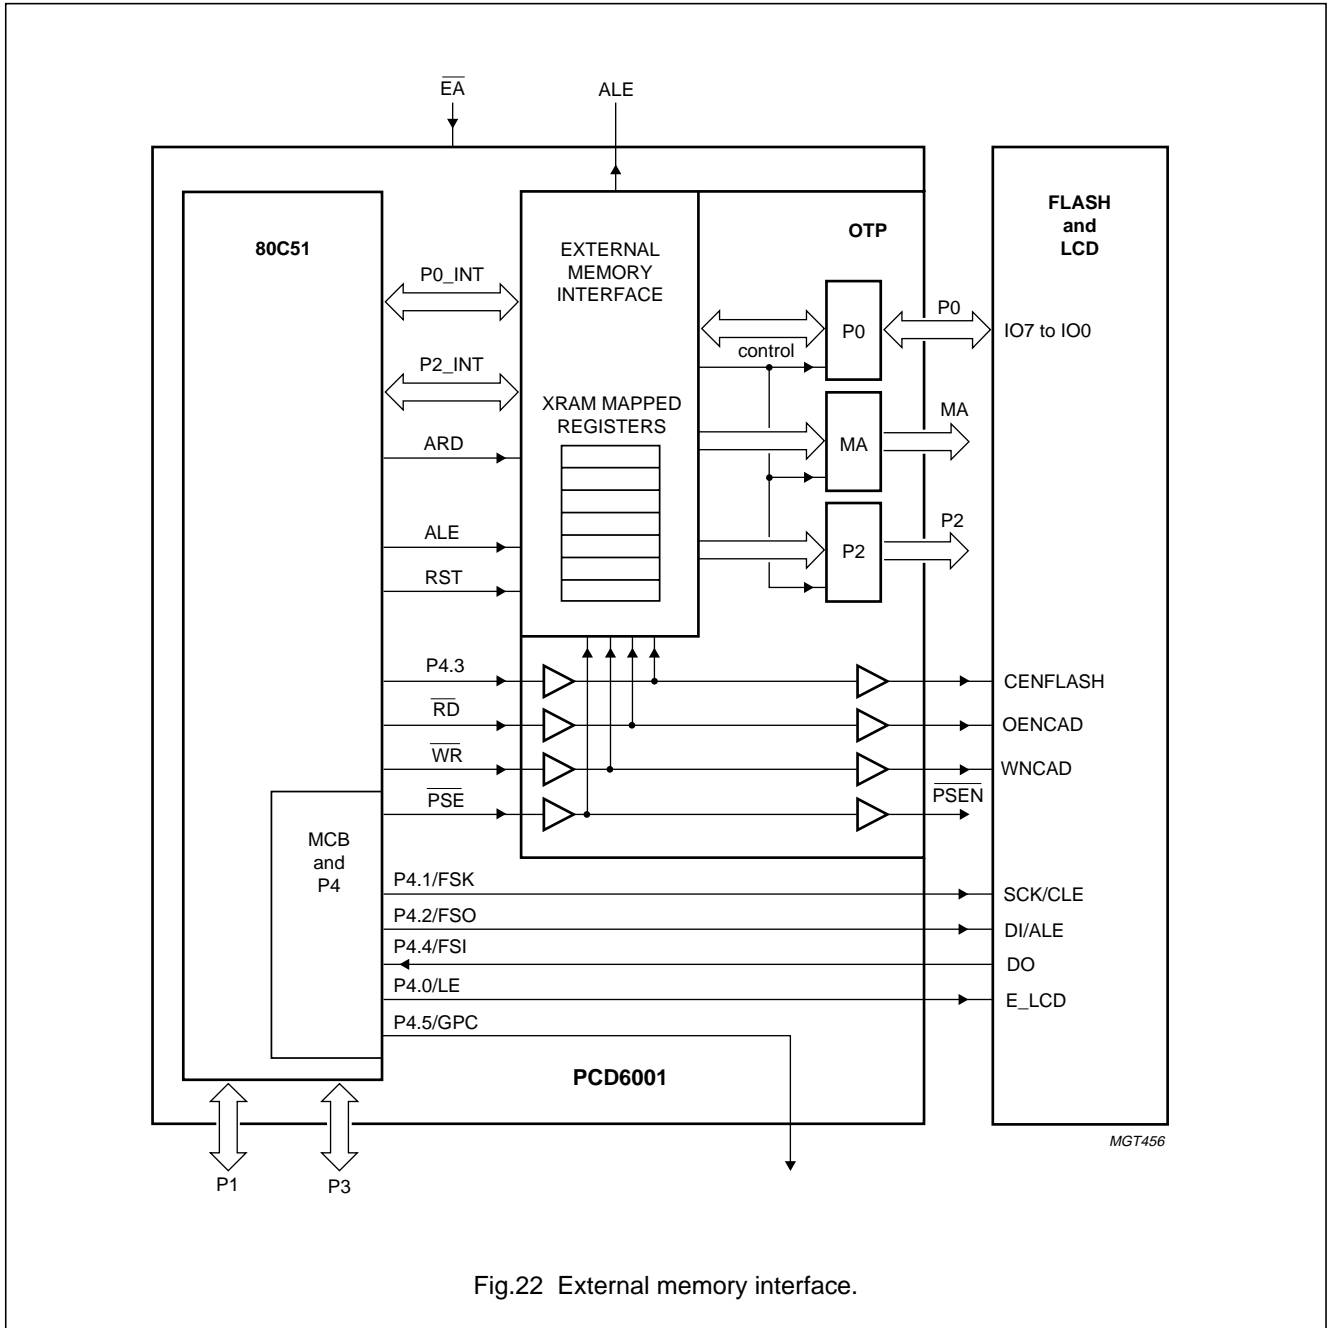 EA
ALE
80C51
P0_INT
P2_INT
ARD
ALE
RST
P4.3
RD
WR
PSE
MCB
and
P4
P4.1/FSK
P4.2/FSO
P4.4/FSI
P4.0/LE
P4.5/GPC
EXTERNAL
MEMORY
INTERFACE
XRAM MAPPED
REGISTERS
OTP
control
P0
MA
P2
P0
MA
P2
FLASH
and
LCD
IO7 to IO0
CENFLASH
OENCAD
WNCAD
PSEN
SCK/CLE
DI/ALE
DO
E_LCD
PCD6001
P1
P3
MGT456
Fig.22 External memory interface.